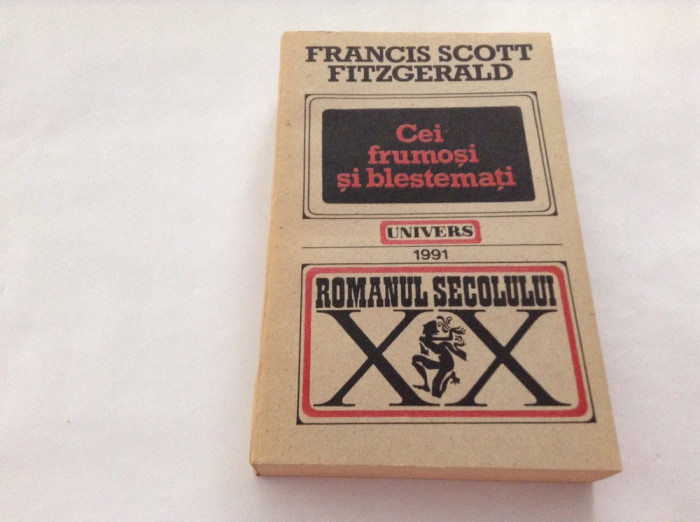 FRANCIS SCOTT
FITZGERALD
Cei
frumoși
și blestemați
UNIVERS
1991
ROMANUL SECOLULUI
XX